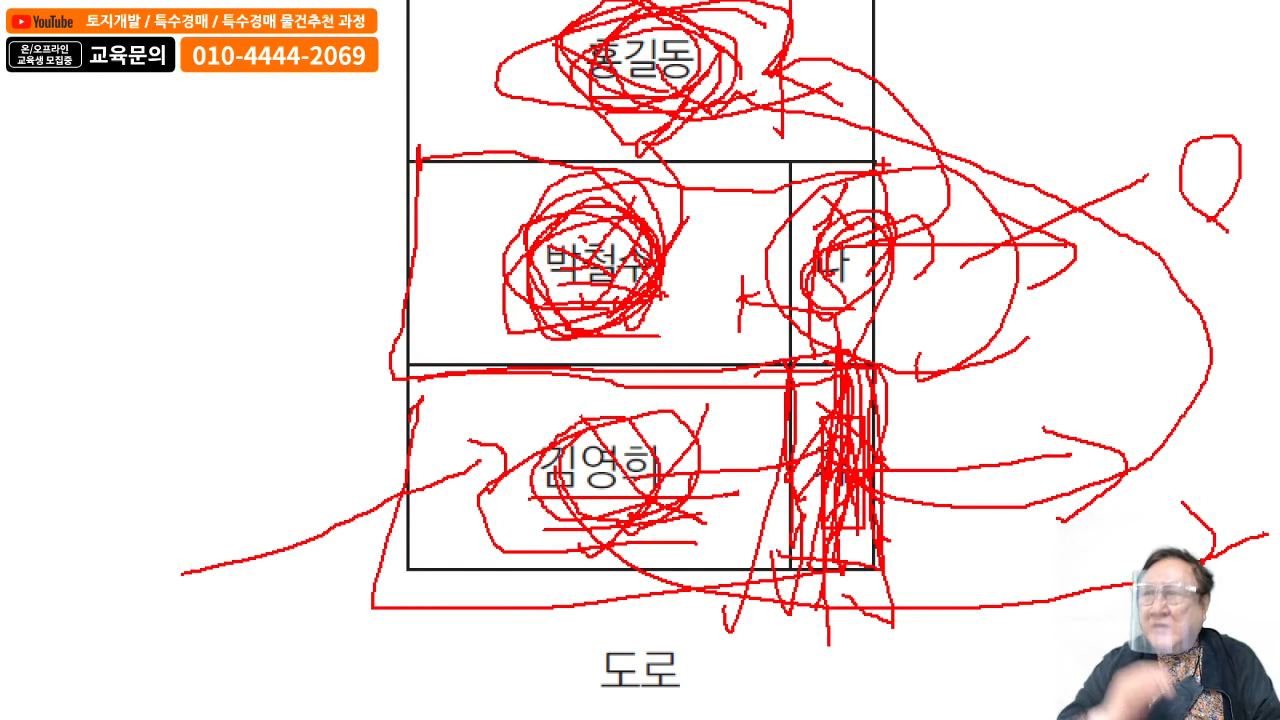 YouTube 토지개발 / 특수경매 / 특수경매 물건추천 과정
온/오프라인
교육생 모집중 교육문의 010-4444-2069
홍길동
박철수 나
김영희
도로